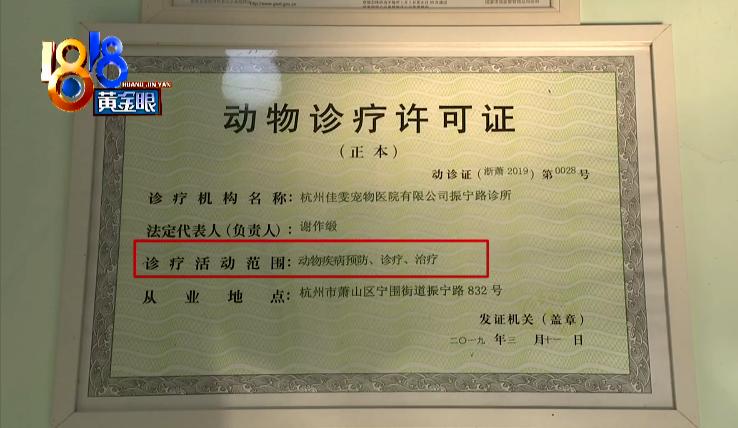 1818
HUANG JIN YAN
黄金眼
动物诊疗许可证
(正本)
动诊证(浙萧2019)第0028号
诊疗机构名称:杭州佳雯宠物医院有限公司振宁路诊所
法定代表人(负责人):谢作缎
诊疗活动范围:动物疾病预防、诊疗、治疗
从业地点:杭州市萧山区宁围街道振宁路832号
发证机关(盖章)
二〇一九年三月十一日